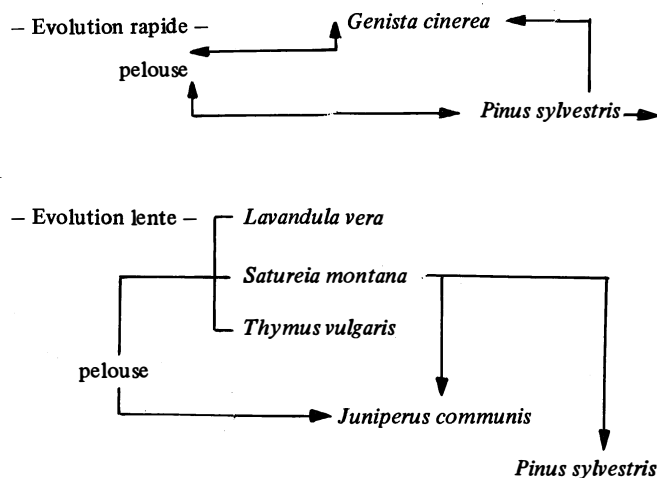 – Evolution rapide –
Genista cinerea
pelouse
Pinus sylvestris
– Evolution lente –
Lavandula vera
Satureia montana
Thymus vulgaris
pelouse
Juniperus communis
Pinus sylvestris